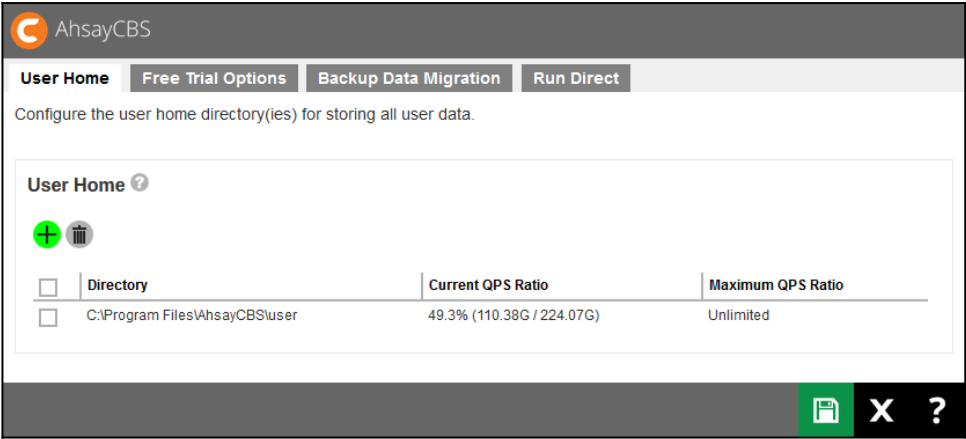 AhsayCBS
User Home Free Trial Options Backup Data Migration Run Direct
Configure the user home directory(ies) for storing all user data.
User Home ?
Directory Current QPS Ratio Maximum QPS Ratio
C:\Program Files\AhsayCBS\user 49.3% (110.38G / 224.07G) Unlimited
X ?